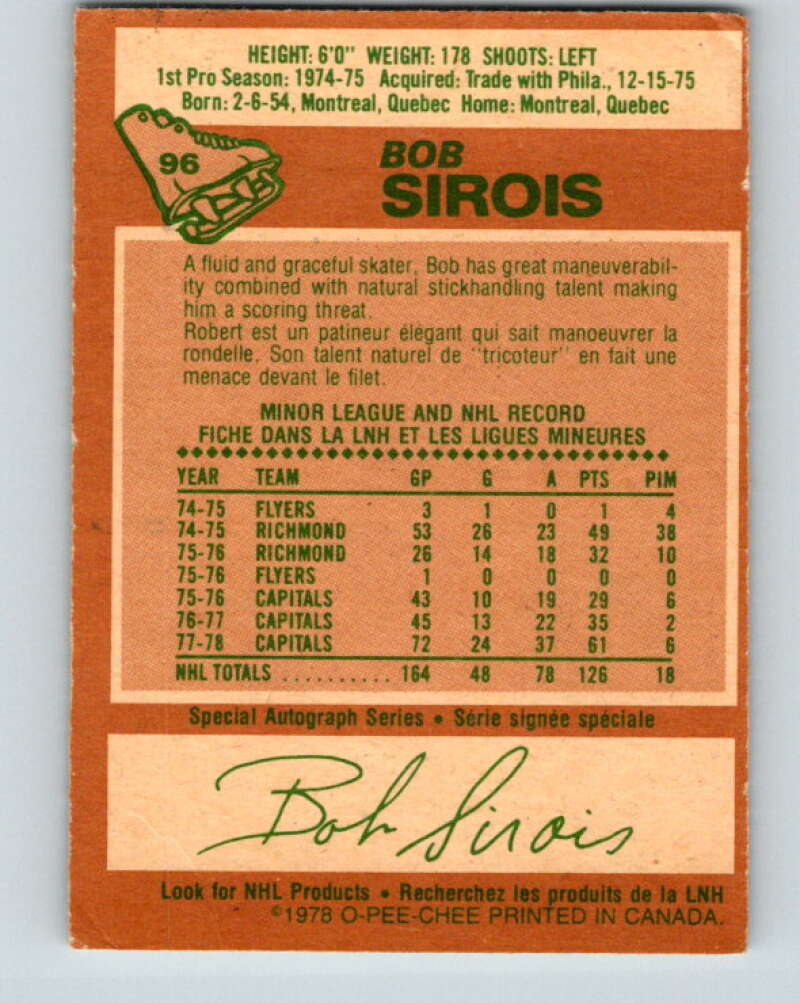 HEIGHT: 6'0" WEIGHT: 178 SHOOTS: LEFT
1st Pro Season: 1974-75 Acquired: Trade with Phila., 12-15-75
Born: 2-6-54, Montreal, Quebec Home: Montreal, Quebec
96
BOB
SIROIS
A fluid and graceful skater, Bob has great maneuverabil-
ity combined with natural stickhandling talent making
him a scoring threat.
Robert est un patineur élégant qui sait manoeuvrer la
rondelle. Son talent naturel de "tricoteur" en fait une
menace devant le filet.
MINOR LEAGUE AND NHL RECORD
FICHE DANS LA LNH ET LES LIGUES MINEURES
YEAR TEAM GP G A PTS PIM
74-75 FLYERS 3 1 0 1 4
74-75 RICHMOND 53 26 23 49 38
75-76 RICHMOND 26 14 18 32 10
75-76 FLYERS 1 0 0 0 0
75-76 CAPITALS 43 10 19 29 6
76-77 CAPITALS 45 13 22 35 2
77-78 CAPITALS 72 24 37 61 6
NHL TOTALS .......... 164 48 78 126 18
Special Autograph Series • Série signée spéciale
Bob Sirois
Look for NHL Products • Recherchez les produits de la LNH
©1978 O-PEE-CHEE PRINTED IN CANADA.